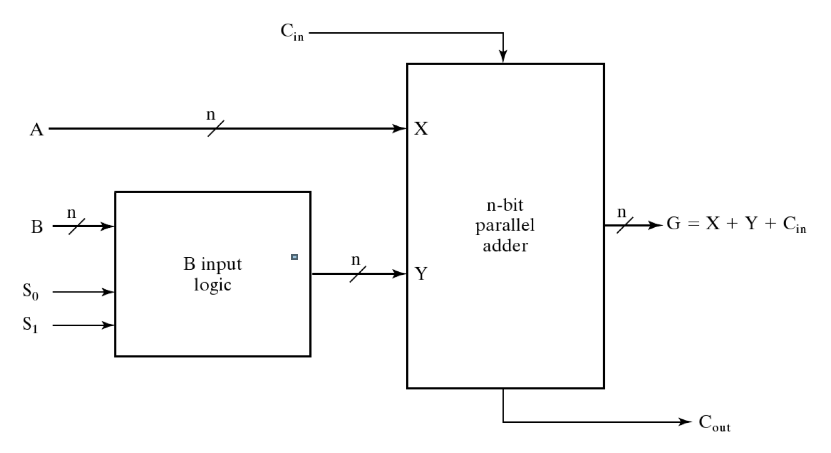 C_in
n
A
X
n
B
n-bit
parallel
adder
n
G = X + Y + C_in
B input
logic
n
Y
S_0
S_1
C_out